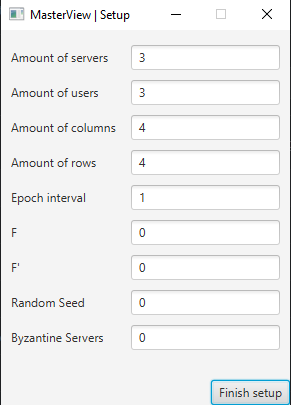 MasterView | Setup
Amount of servers 3
Amount of users 3
Amount of columns 4
Amount of rows 4
Epoch interval 1
F 0
F' 0
Random Seed 0
Byzantine Servers 0
Finish setup